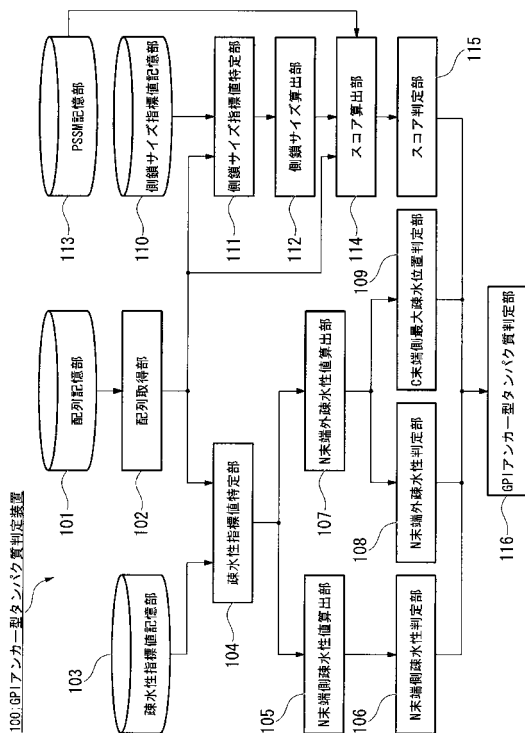 100:GPIアンカー型タンパク質判定装置
103
疎水性指標値記憶部
101
配列記憶部
102
配列取得部
104
疎水性指標値特定部
113
PSSM記憶部
110
側鎖サイズ指標値記憶部
111
側鎖サイズ指標値特定部
112
側鎖サイズ算出部
114
スコア算出部
115
スコア判定部
105
N末端側疎水性値算出部
106
N末端側疎水性判定部
107
N末端外疎水性値算出部
108
N末端外疎水性判定部
109
C末端側最大疎水位置判定部
116
GPIアンカー型タンパク質判定部